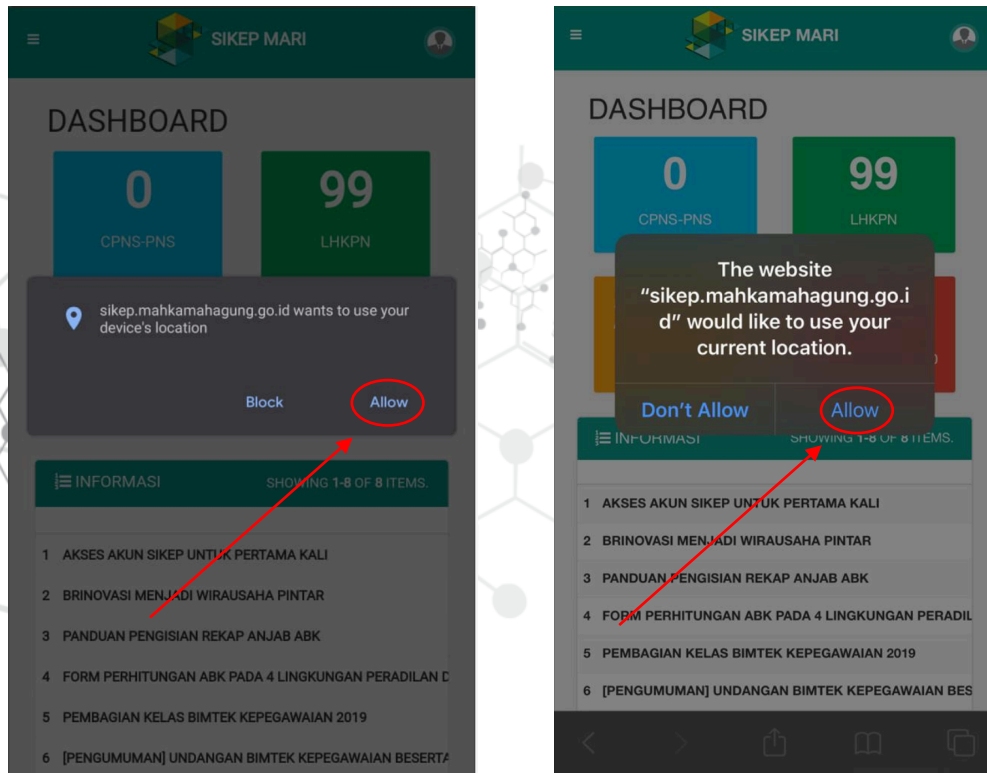 SIKEP MARI
DASHBOARD
0
99
CPNS-PNS
LHKPN
sikep.mahkamahagung.go.id wants to use your
device's location
Block
Allow
INFORMASI
SHOWING 1-8 OF 8 ITEMS.
1 AKSES AKUN SIKEP UNTUK PERTAMA KALI
2 BRINOVASI MENJADI WIRAUSAHA PINTAR
3 PANDUAN PENGISIAN REKAP ANJAB ABK
4 FORM PERHITUNGAN ABK PADA 4 LINGKUNGAN PERADILAN D
5 PEMBAGIAN KELAS BIMTEK KEPEGAWAIAN 2019
6 [PENGUMUMAN] UNDANGAN BIMTEK KEPEGAWAIAN BESERTA
SIKEP MARI
DASHBOARD
0
99
CPNS-PNS
LHKPN
The website
“sikep.mahkamahagung.go.i
d” would like to use your
current location.
Don’t Allow
Allow
INFORMASI
SHOWING 1-8 OF 8 ITEMS.
1 AKSES AKUN SIKEP UNTUK PERTAMA KALI
2 BRINOVASI MENJADI WIRAUSAHA PINTAR
3 PANDUAN PENGISIAN REKAP ANJAB ABK
4 FORM PERHITUNGAN ABK PADA 4 LINGKUNGAN PERADIL
5 PEMBAGIAN KELAS BIMTEK KEPEGAWAIAN 2019
6 [PENGUMUMAN] UNDANGAN BIMTEK KEPEGAWAIAN BES